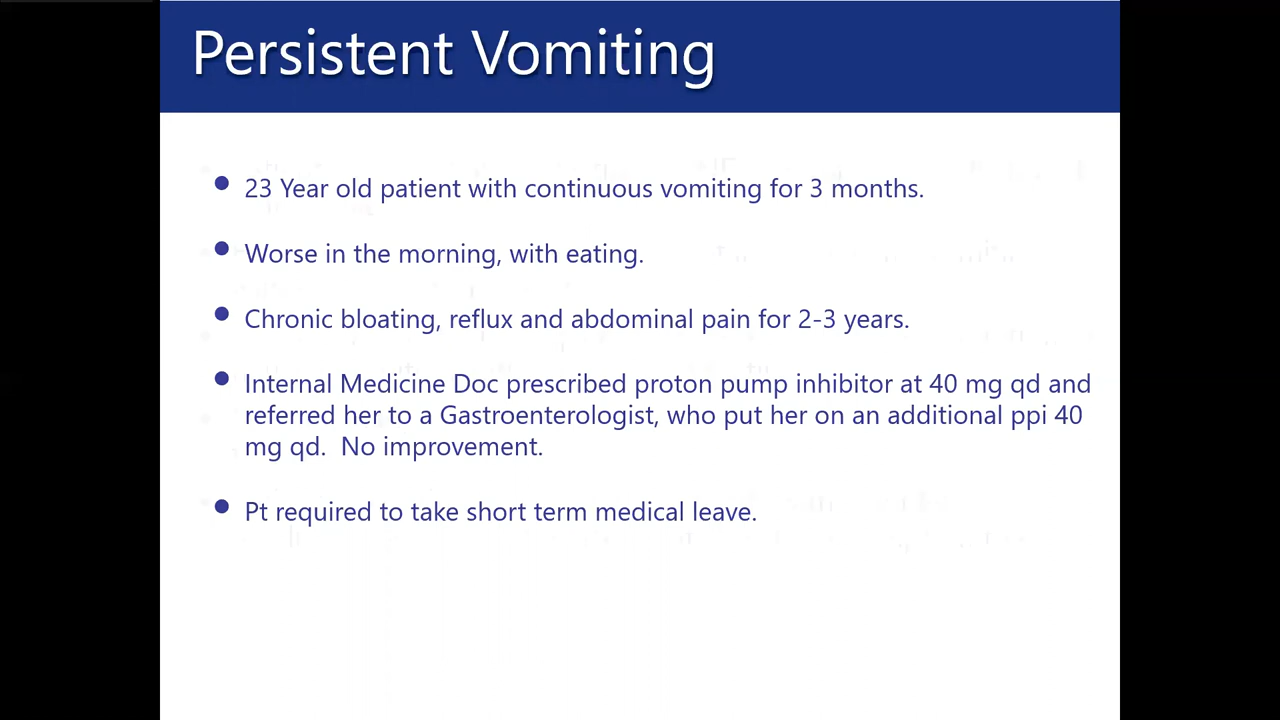 Persistent Vomiting
• 23 Year old patient with continuous vomiting for 3 months.
• Worse in the morning, with eating.
• Chronic bloating, reflux and abdominal pain for 2-3 years.
• Internal Medicine Doc prescribed proton pump inhibitor at 40 mg qd and
referred her to a Gastroenterologist, who put her on an additional ppi 40
mg qd.  No improvement.
• Pt required to take short term medical leave.